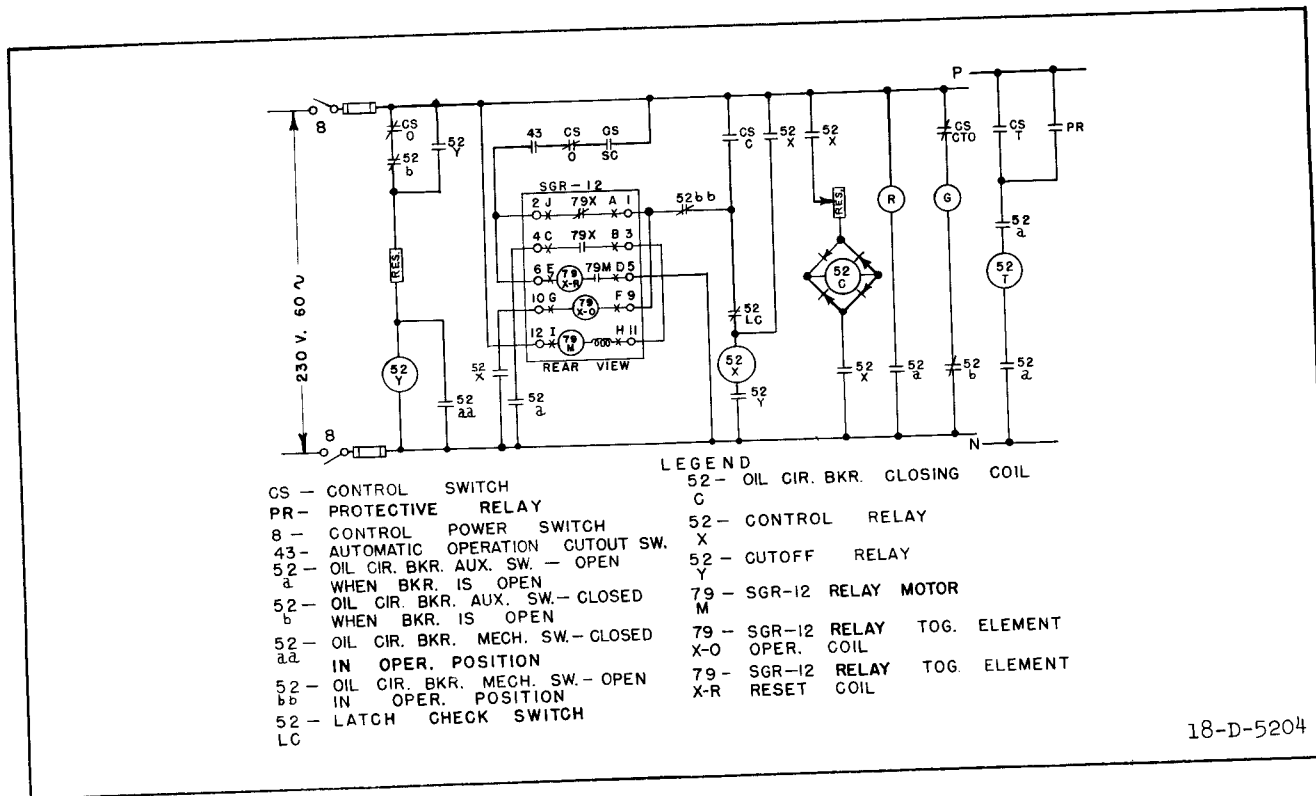 P
8
CS
O
52
b
52
Y
43
CS
O
GS
SC
CS
C
52
X
52
X
GS
CTO
CS
T
PR
SGR-12
2 J 79X A 1
4 C 79X B 3
6 E 79 X-R 79M D 5
10 G 79 X-O F 9
12 I 79 M H 11
REAR VIEW
52 bb
RES.
RES.
R
G
52
a
52
T
52
C
52
LC
230 V. 60 ~
52
Y
52
aa
52
X
52
a
52
X
52
Y
52
X
52
a
52
b
52
a
8
N
LEGEND
CS – CONTROL SWITCH
PR – PROTECTIVE RELAY
8 – CONTROL POWER SWITCH
43 – AUTOMATIC OPERATION CUTOUT SW.
52 – OIL CIR. BKR. AUX. SW. – OPEN
a WHEN BKR. IS OPEN
52 – OIL CIR. BKR. AUX. SW. – CLOSED
b WHEN BKR. IS OPEN
52 – OIL CIR. BKR. MECH. SW. – CLOSED
aa IN OPER. POSITION
52 – OIL CIR. BKR. MECH. SW. – OPEN
bb IN OPER. POSITION
52 – LATCH CHECK SWITCH
LC
52 – OIL CIR. BKR. CLOSING COIL
C
52 – CONTROL RELAY
X
52 – CUTOFF RELAY
Y
79 – SGR-12 RELAY MOTOR
M
79 – SGR-12 RELAY TOG. ELEMENT
X-O OPER. COIL
79 – SGR-12 RELAY TOG. ELEMENT
X-R RESET COIL
18-D-5204